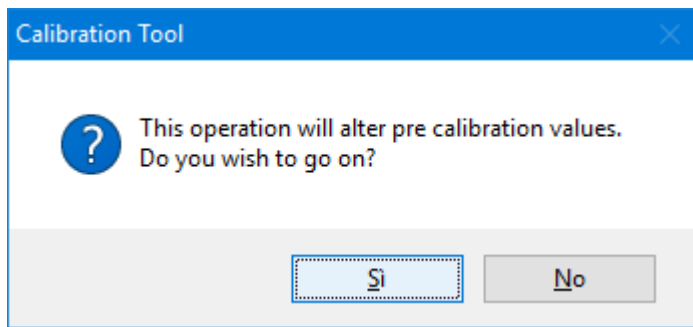 Calibration Tool
This operation will alter pre calibration values.
Do you wish to go on?
Sì
No